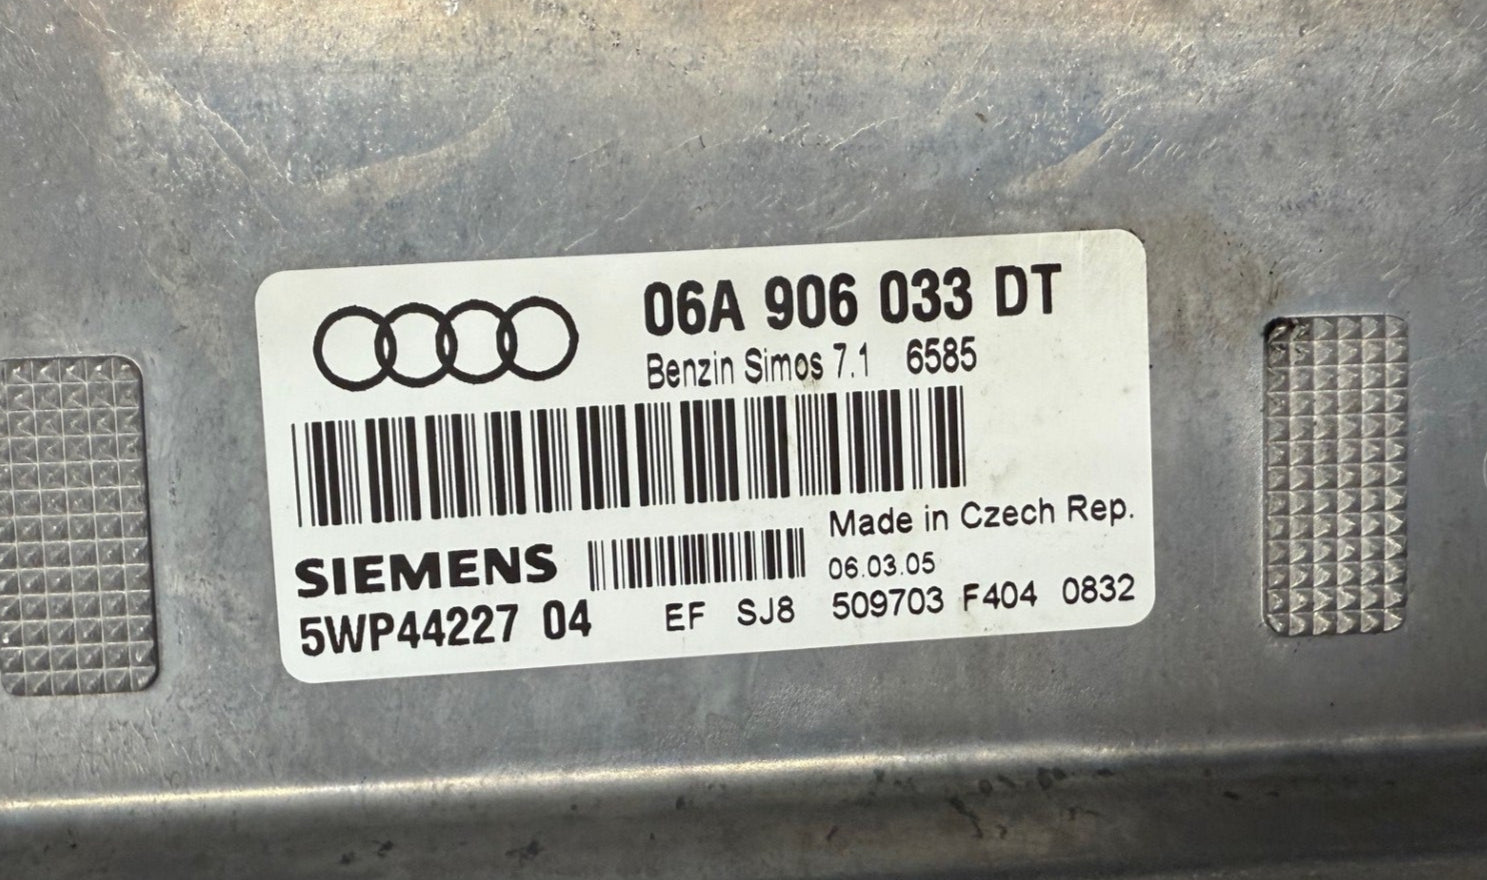 06A 906 033 DT
Benzin Simos 7.1 6585
Made in Czech Rep.
SIEMENS
06.03.05
5WP44227 04 EF SJ8 509703 F404 0832